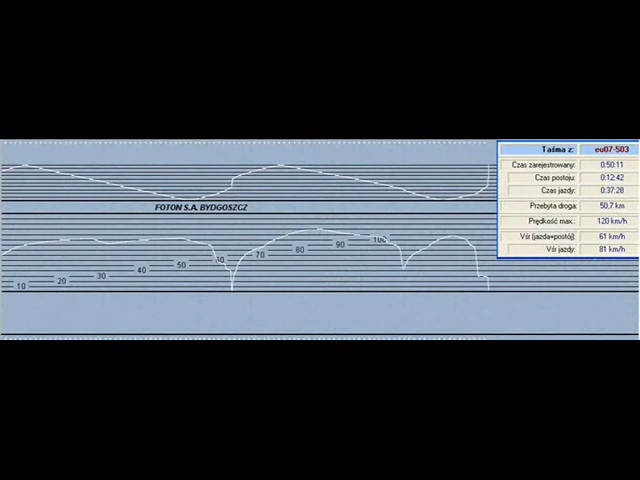 Taśma z: eu07-503
Czas zarejestrowany: 0:50:11
Czas postoju: 0:12:42
Czas jazdy: 0:37:28
Przebyta droga: 50,7 km
Prędkość max.: 120 km/h
Vśr (jazda+postój): 61 km/h
Vśr jazdy: 81 km/h
FOTON S.A. BYDGOSZCZ
10 20 30 40 50 70 80 90 100